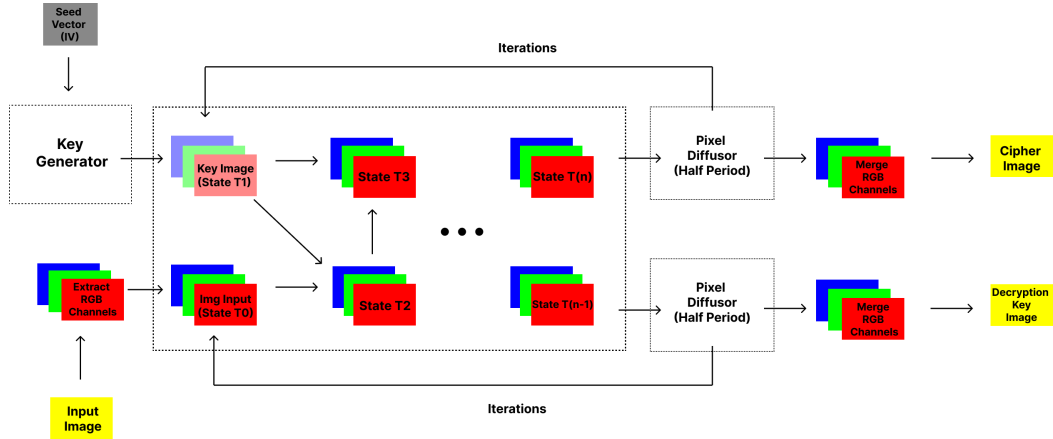 Seed
Vector
(IV)
Iterations
Key
Generator
Key Image
(State T1)
State T3
State T(n)
Pixel
Diffusor
(Half Period)
Merge
RGB
Channels
Cipher
Image
Extract
RGB
Channels
Img Input
(State T0)
State T2
State T(n-1)
Pixel
Diffusor
(Half Period)
Merge
RGB
Channels
Decryption
Key
Image
Input
Image
Iterations